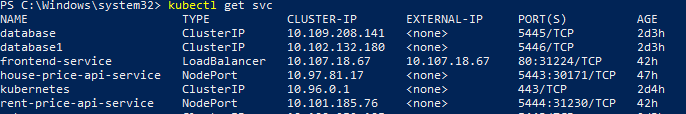 PS C:\Windows\system32> kubectl get svc
NAME TYPE CLUSTER-IP EXTERNAL-IP PORT(S) AGE
database ClusterIP 10.109.208.141 <none> 5445/TCP 2d3h
database1 ClusterIP 10.102.132.180 <none> 5446/TCP 2d3h
frontend-service LoadBalancer 10.107.18.67 10.107.18.67 80:31224/TCP 42h
house-price-api-service NodePort 10.97.81.17 <none> 5443:30171/TCP 47h
kubernetes ClusterIP 10.96.0.1 <none> 443/TCP 2d4h
rent-price-api-service NodePort 10.101.185.76 <none> 5444:31230/TCP 42h